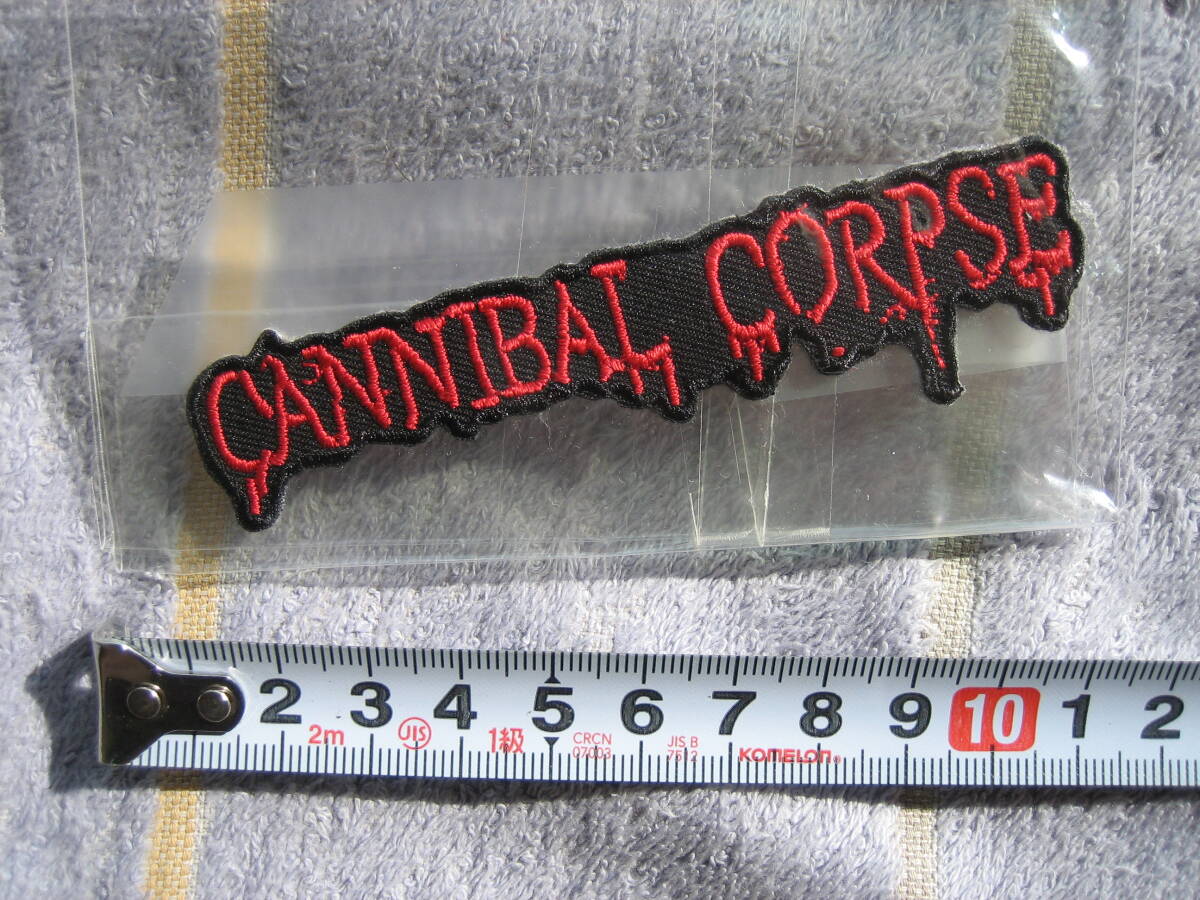 CANNIBAL CORPSE
2 3 4 5 6 7 8 9 10 1 2
2m JIS 1級 CRCN 07003 JIS B 7512 KOMELON®